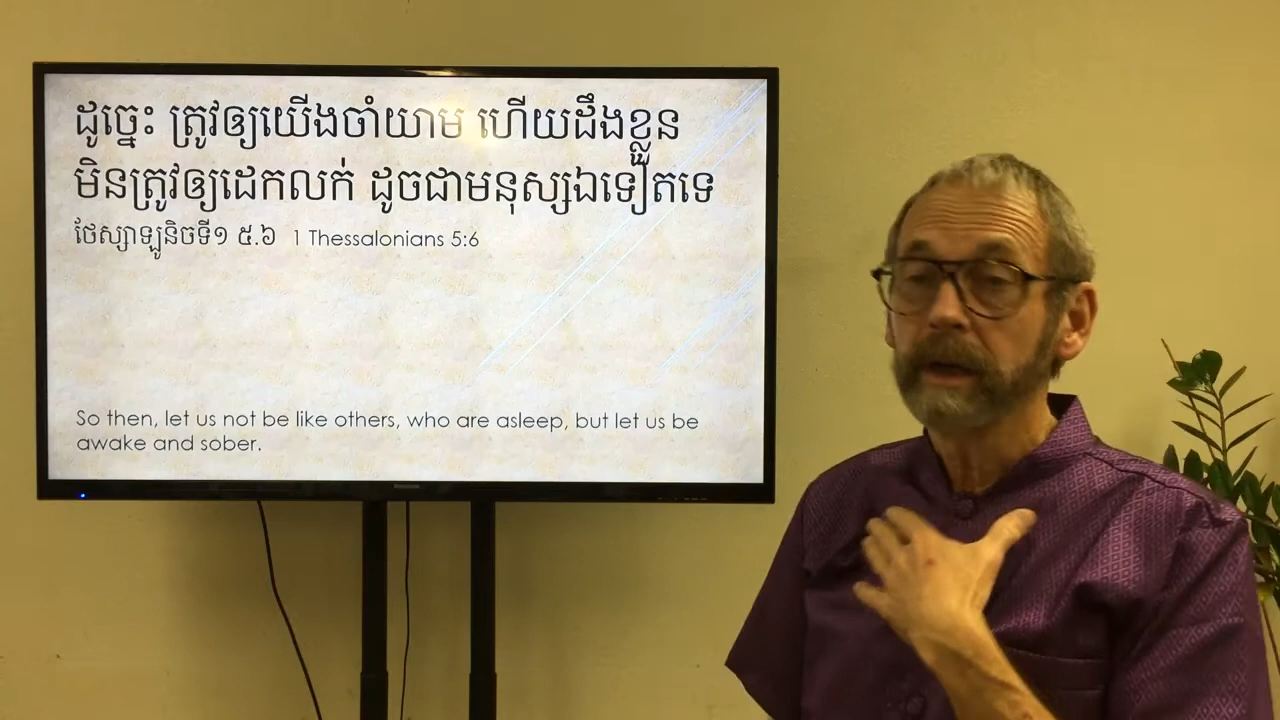 ដូច្នេះ ត្រូវឲ្យយើងចាំយាម ហើយដឹងខ្លួន
មិនត្រូវឲ្យដេកលក់ ដូចជាមនុស្សឯទៀតទេ
ថែស្សាឡូនិចទី១ ៥.៦ 1 Thessalonians 5:6
So then, let us not be like others, who are asleep, but let us be
awake and sober.